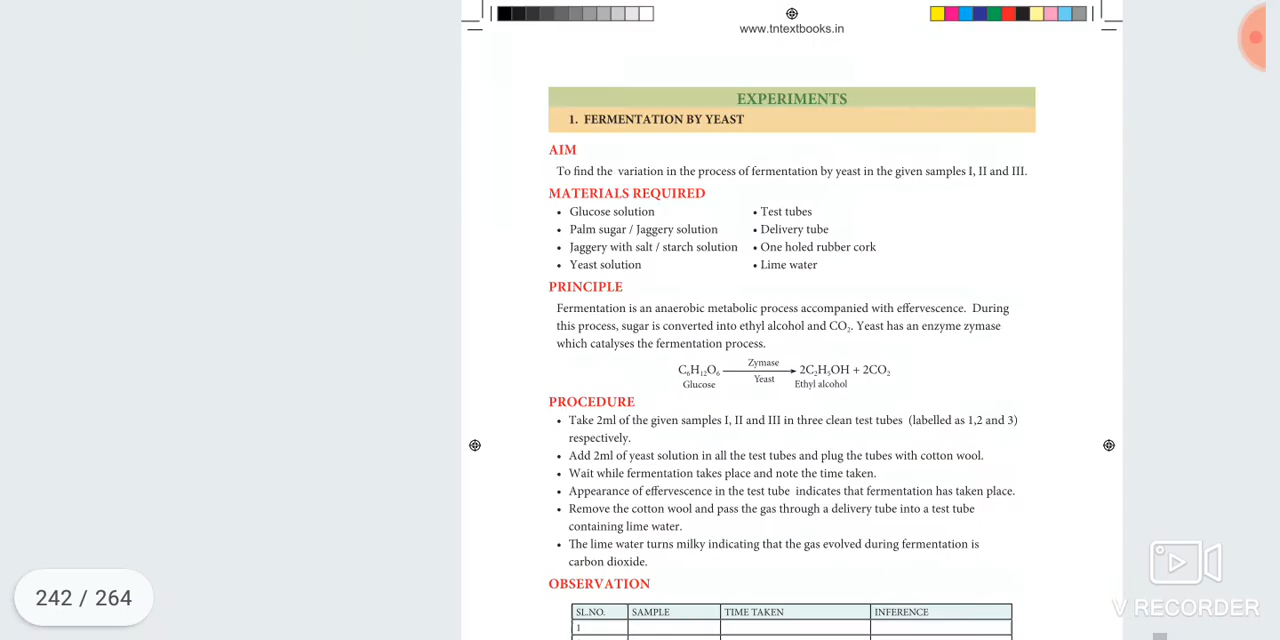 www.tntextbooks.in
EXPERIMENTS
1. FERMENTATION BY YEAST
AIM
To find the variation in the process of fermentation by yeast in the given samples I, II and III.
MATERIALS REQUIRED
• Glucose solution
• Palm sugar / Jaggery solution
• Jaggery with salt / starch solution
• Yeast solution
• Test tubes
• Delivery tube
• One holed rubber cork
• Lime water
PRINCIPLE
Fermentation is an anaerobic metabolic process accompanied with effervescence. During
this process, sugar is converted into ethyl alcohol and CO₂. Yeast has an enzyme zymase
which catalyses the fermentation process.
Zymase
C₆H₁₂O₆ ⟶ 2C₂H₅OH + 2CO₂
Glucose Yeast Ethyl alcohol
PROCEDURE
• Take 2ml of the given samples I, II and III in three clean test tubes (labelled as 1,2 and 3)
respectively.
• Add 2ml of yeast solution in all the test tubes and plug the tubes with cotton wool.
• Wait while fermentation takes place and note the time taken.
• Appearance of effervescence in the test tube indicates that fermentation has taken place.
• Remove the cotton wool and pass the gas through a delivery tube into a test tube
containing lime water.
• The lime water turns milky indicating that the gas evolved during fermentation is
carbon dioxide.
OBSERVATION
SL.NO. SAMPLE TIME TAKEN INFERENCE
1
242 / 264
V RECORDER